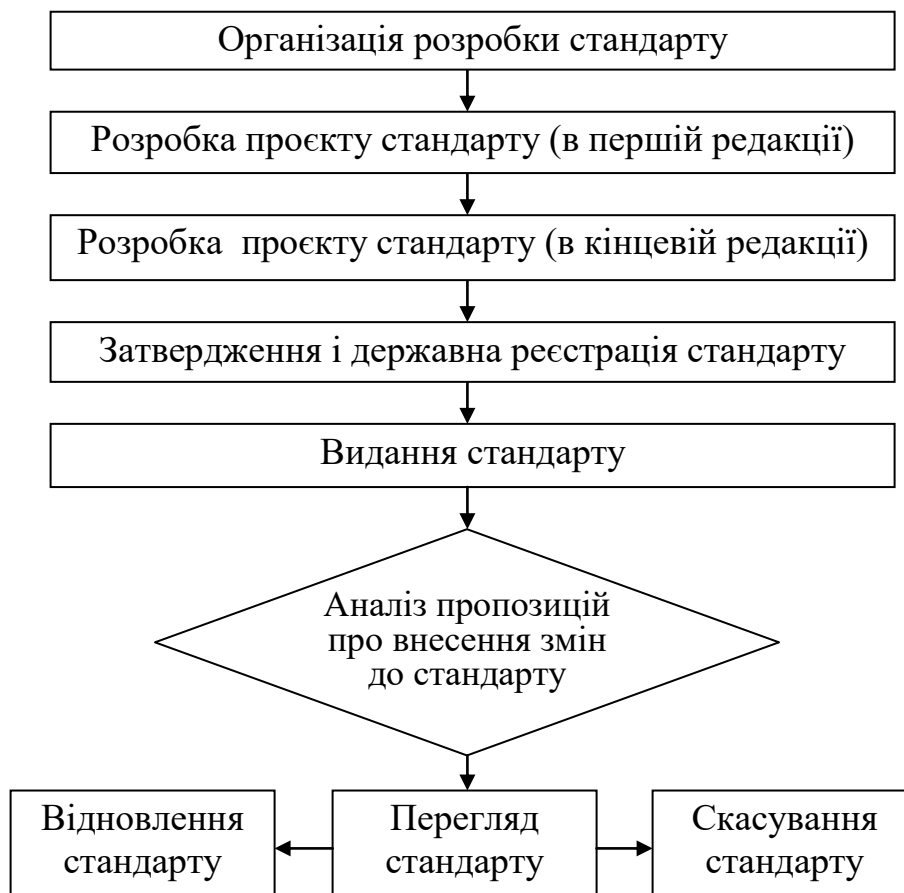 Організація розробки стандарту
Розробка проєкту стандарту (в першій редакції)
Розробка проєкту стандарту (в кінцевій редакції)
Затвердження і державна реєстрація стандарту
Видання стандарту
Аналіз пропозицій
про внесення змін
до стандарту
Відновлення
стандарту
Перегляд
стандарту
Скасування
стандарту